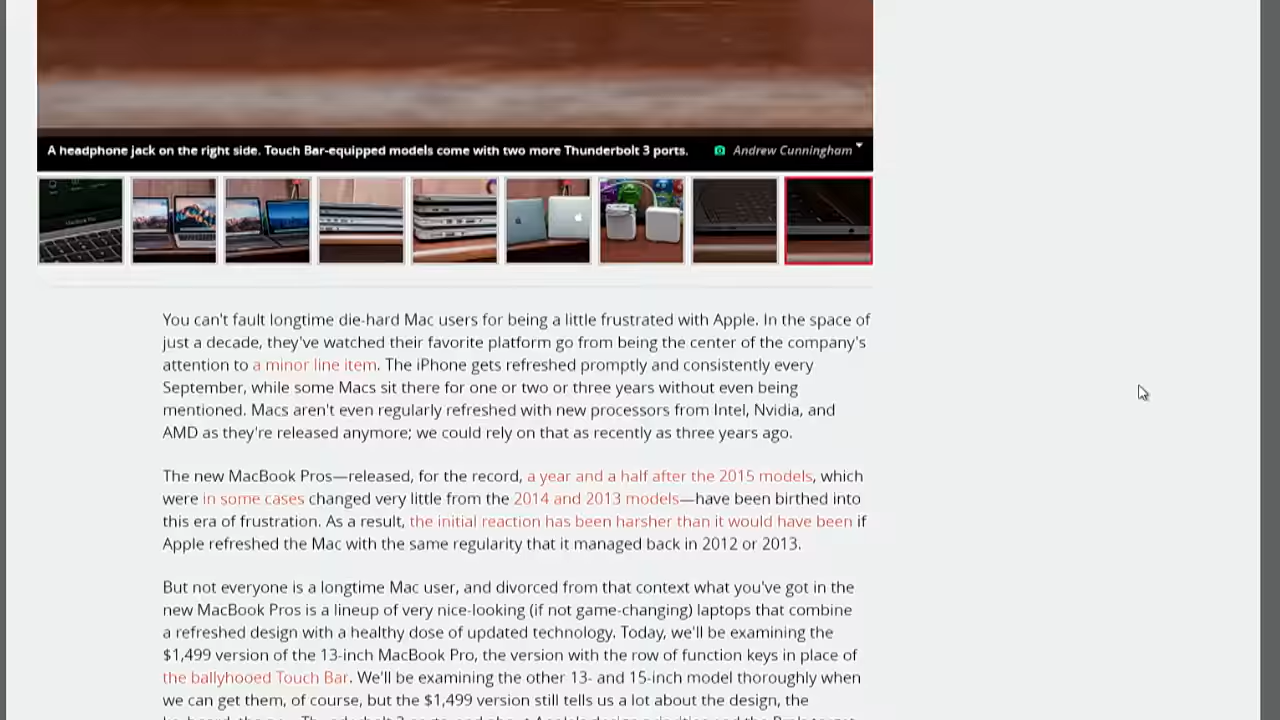 A headphone jack on the right side. Touch Bar-equipped models come with two more Thunderbolt 3 ports.
Andrew Cunningham
You can't fault longtime die-hard Mac users for being a little frustrated with Apple. In the space of
just a decade, they've watched their favorite platform go from being the center of the company's
attention to a minor line item. The iPhone gets refreshed promptly and consistently every
September, while some Macs sit there for one or two or three years without even being
mentioned. Macs aren't even regularly refreshed with new processors from Intel, Nvidia, and
AMD as they're released anymore; we could rely on that as recently as three years ago.
The new MacBook Pros—released, for the record, a year and a half after the 2015 models, which
were in some cases changed very little from the 2014 and 2013 models—have been birthed into
this era of frustration. As a result, the initial reaction has been harsher than it would have been if
Apple refreshed the Mac with the same regularity that it managed back in 2012 or 2013.
But not everyone is a longtime Mac user, and divorced from that context what you've got in the
new MacBook Pros is a lineup of very nice-looking (if not game-changing) laptops that combine
a refreshed design with a healthy dose of updated technology. Today, we'll be examining the
$1,499 version of the 13-inch MacBook Pro, the version with the row of function keys in place of
the ballyhooed Touch Bar. We'll be examining the other 13- and 15-inch model thoroughly when
we can get them, of course, but the $1,499 version still tells us a lot about the design, the